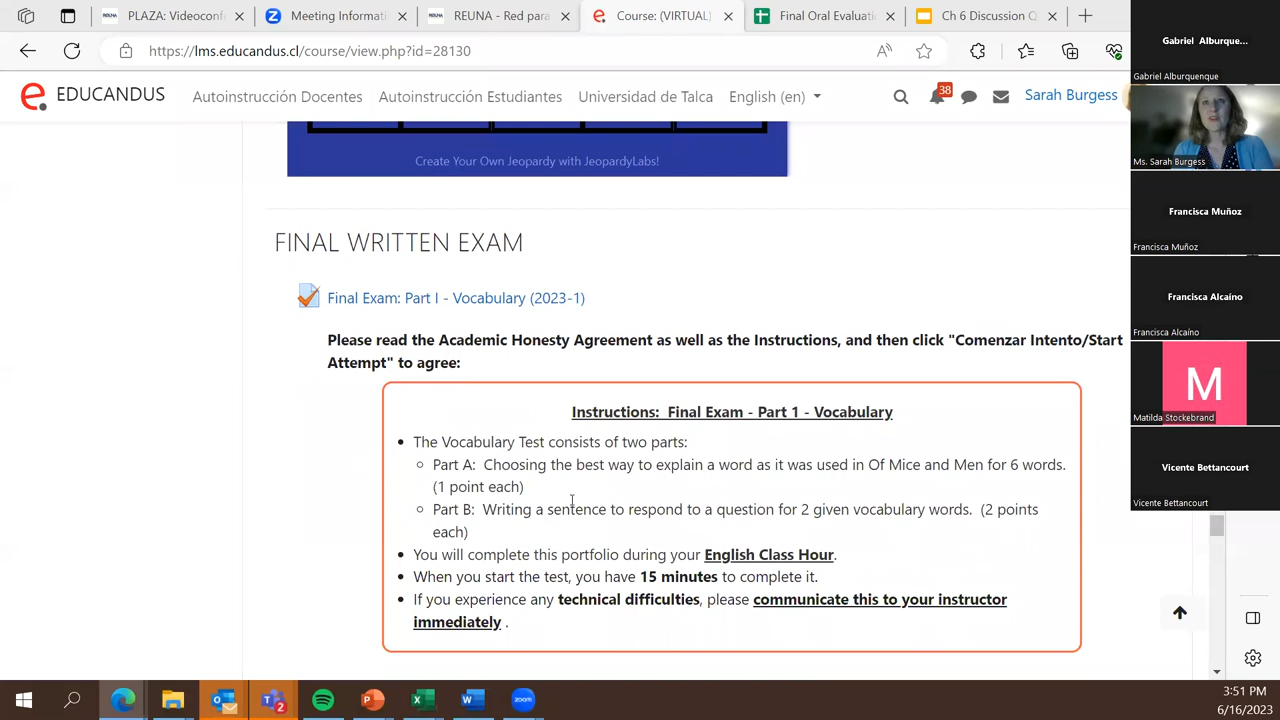 PLAZA: Videoconf
Meeting Informati
REUNA - Red para
Course: (VIRTUAL)
Final Oral Evaluati
Ch 6 Discussion Q
https://lms.educandus.cl/course/view.php?id=28130
EDUCANDUS
Autoinstrucción Docentes
Autoinstrucción Estudiantes
Universidad de Talca
English (en)
38
Sarah Burgess
Create Your Own Jeopardy with JeopardyLabs!
FINAL WRITTEN EXAM
Final Exam: Part I - Vocabulary (2023-1)
Please read the Academic Honesty Agreement as well as the Instructions, and then click "Comenzar Intento/Start
Attempt" to agree:
Instructions: Final Exam - Part 1 - Vocabulary
The Vocabulary Test consists of two parts:
Part A: Choosing the best way to explain a word as it was used in Of Mice and Men for 6 words.
(1 point each)
Part B: Writing a sentence to respond to a question for 2 given vocabulary words. (2 points
each)
You will complete this portfolio during your English Class Hour.
When you start the test, you have 15 minutes to complete it.
If you experience any technical difficulties, please communicate this to your instructor
immediately .
Gabriel Alburque...
Gabriel Alburquenque
Ms. Sarah Burgess
Francisca Muñoz
Francisca Muñoz
Francisca Alcaíno
Francisca Alcaíno
M
Matilda Stockebrand
Vicente Bettancourt
Vicente Bettancourt
zoom
3:51 PM
6/16/2023